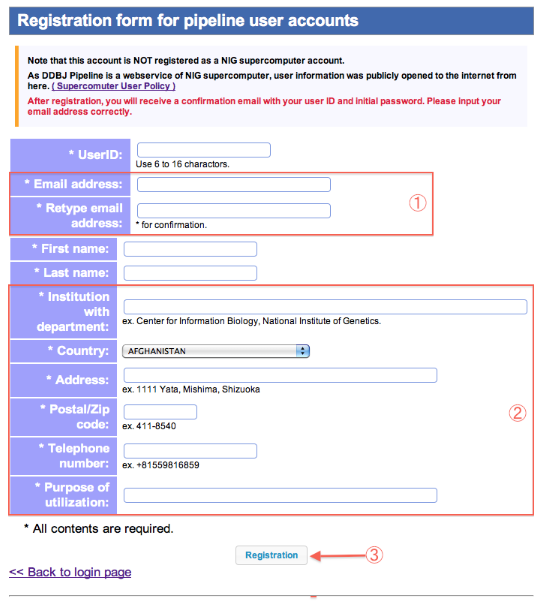 Registration form for pipeline user accounts
Note that this account is NOT registered as a NIG supercomputer account.
As DDBJ Pipeline is a webservice of NIG supercomputer, user information was publicly opened to the internet from
here. ( Supercomuter User Policy )
After registration, you will receive a confirmation email with your user ID and initial password. Please input your
email address correctly.
* UserID:
Use 6 to 16 characters.
* Email address:
①
* Retype email
address:
* for confirmation.
* First name:
* Last name:
* Institution
with
department:
ex. Center for Information Biology, National Institute of Genetics.
* Country:
AFGHANISTAN
* Address:
ex. 1111 Yata, Mishima, Shizuoka
②
* Postal/Zip
code:
ex. 411-8540
* Telephone
number:
ex. +81559816859
* Purpose of
utilization:
* All contents are required.
Registration
③
<< Back to login page